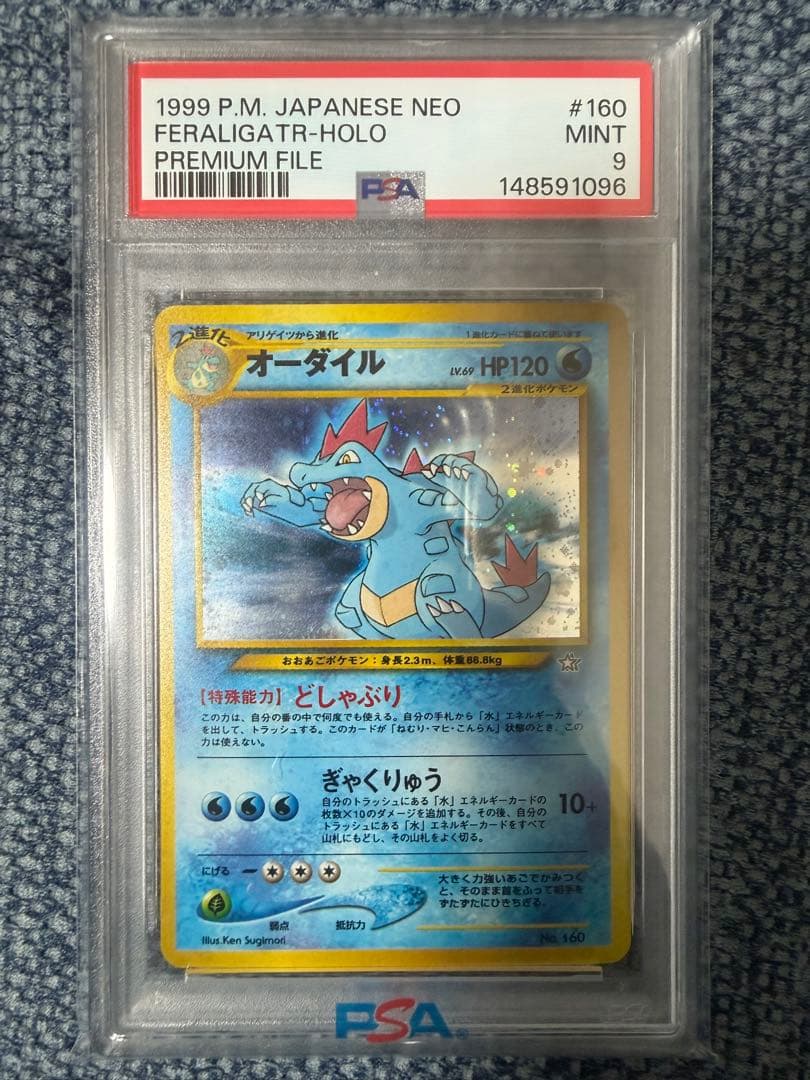 1999 P.M. JAPANESE NEO #160
FERALIGATR-HOLO MINT
PREMIUM FILE 9
PSA 148591096
2進化
アリゲイツから進化
1進化カードに重ねて使います
オーダイル LV.69 HP120
2進化ポケモン
おおあごポケモン:身長2.3m、体重88.8kg
【特殊能力】どしゃぶり
この力は、自分の番の中で何度でも使える。自分の手札から「水」エネルギーカード
を出して、トラッシュする。このカードが「ねむり・マヒ・こんらん」状態のとき、この
力は使えない。
ぎゃくりゅう
自分のトラッシュにある「水」エネルギーカードの
枚数×10のダメージを追加する。その後、自分の
トラッシュにある「水」エネルギーカードをすべて
山札にもどし、その山札をよく切る。
10+
にげる
大きく力強いあごでかみつく
と、そのまま首をふって相手を
ずたずたにひきちぎる。
弱点 抵抗力
Illus.Ken Sugimori
No. 160
PSA